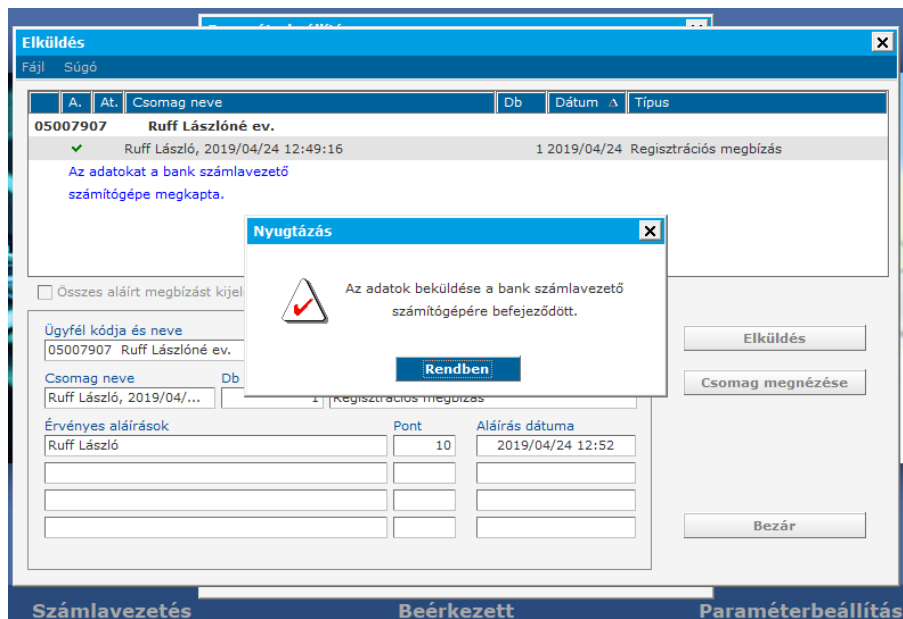 Elküldés
Fájl Súgó
A. At. Csomag neve Db Dátum Típus
05007907 Ruff Lászlóné ev.
Ruff László, 2019/04/24 12:49:16 1 2019/04/24 Regisztrációs megbízás
Az adatokat a bank számlavezető
számítógépe megkapta.
Nyugtázás
Az adatok beküldése a bank számlavezető
számítógépére befejeződött.
Rendben
Összes aláírt megbízást kijel
Ügyfél kódja és neve
05007907 Ruff Lászlóné ev.
Elküldés
Csomag neve Db
Ruff László, 2019/04/... 1 Regisztrációs megbízás
Csomag megnézése
Érvényes aláírások Pont Aláírás dátuma
Ruff László 10 2019/04/24 12:52
Bezár
Számlavezetés Beérkezett Paraméterbeállítás